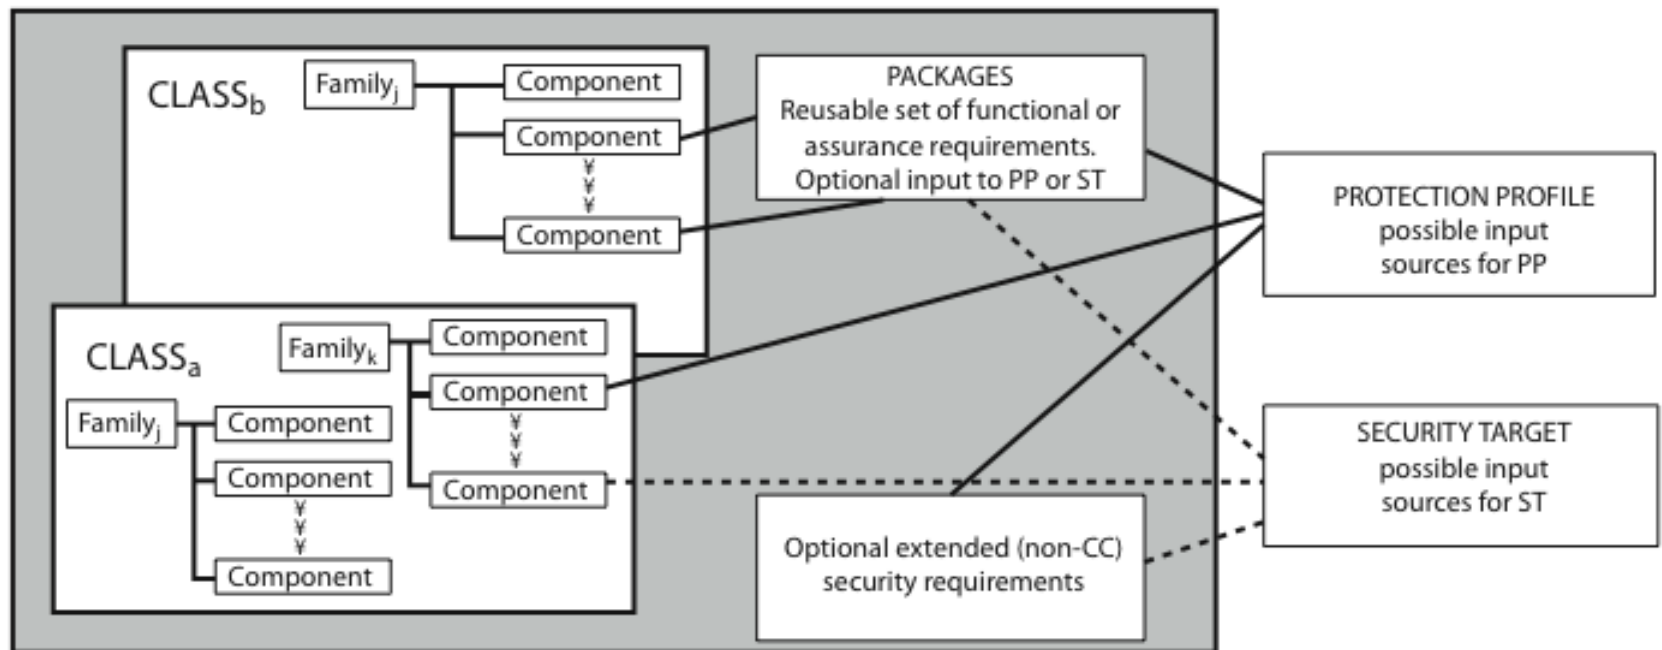 CLASSb
Familyj
Component
Component
¥
¥
¥
Component
PACKAGES
Reusable set of functional or
assurance requirements.
Optional input to PP or ST
PROTECTION PROFILE
possible input
sources for PP
CLASSa
Familyk
Component
Component
¥
¥
¥
Component
Familyj
Component
Component
¥
¥
¥
Component
Optional extended (non-CC)
security requirements
SECURITY TARGET
possible input
sources for ST